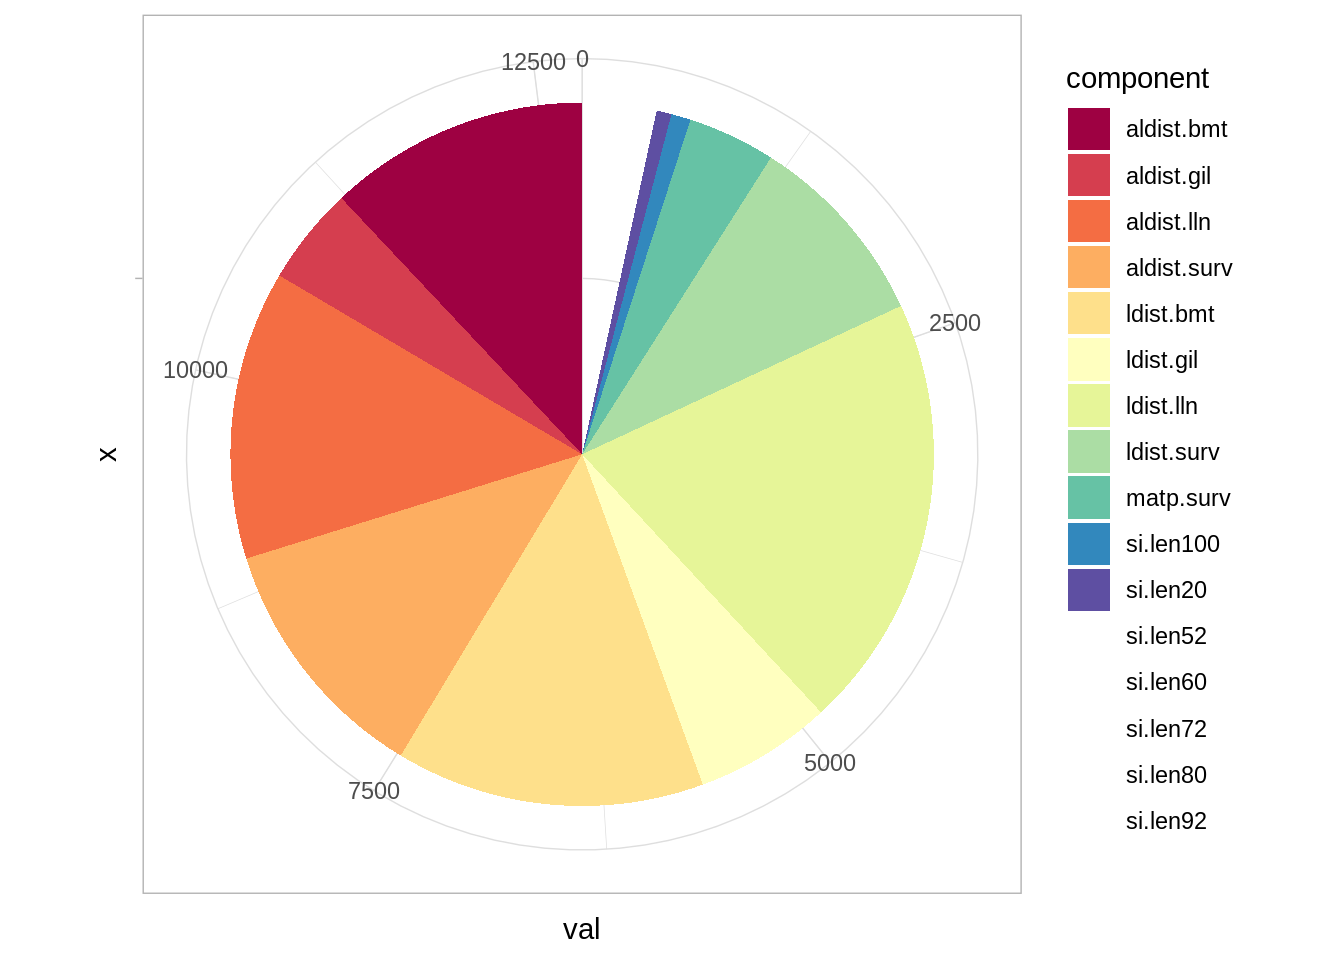 12500 0
2500
5000
7500
10000
x
val
component
aldist.bmt
aldist.gil
aldist.lln
aldist.surv
ldist.bmt
ldist.gil
ldist.lln
ldist.surv
matp.surv
si.len100
si.len20
si.len52
si.len60
si.len72
si.len80
si.len92